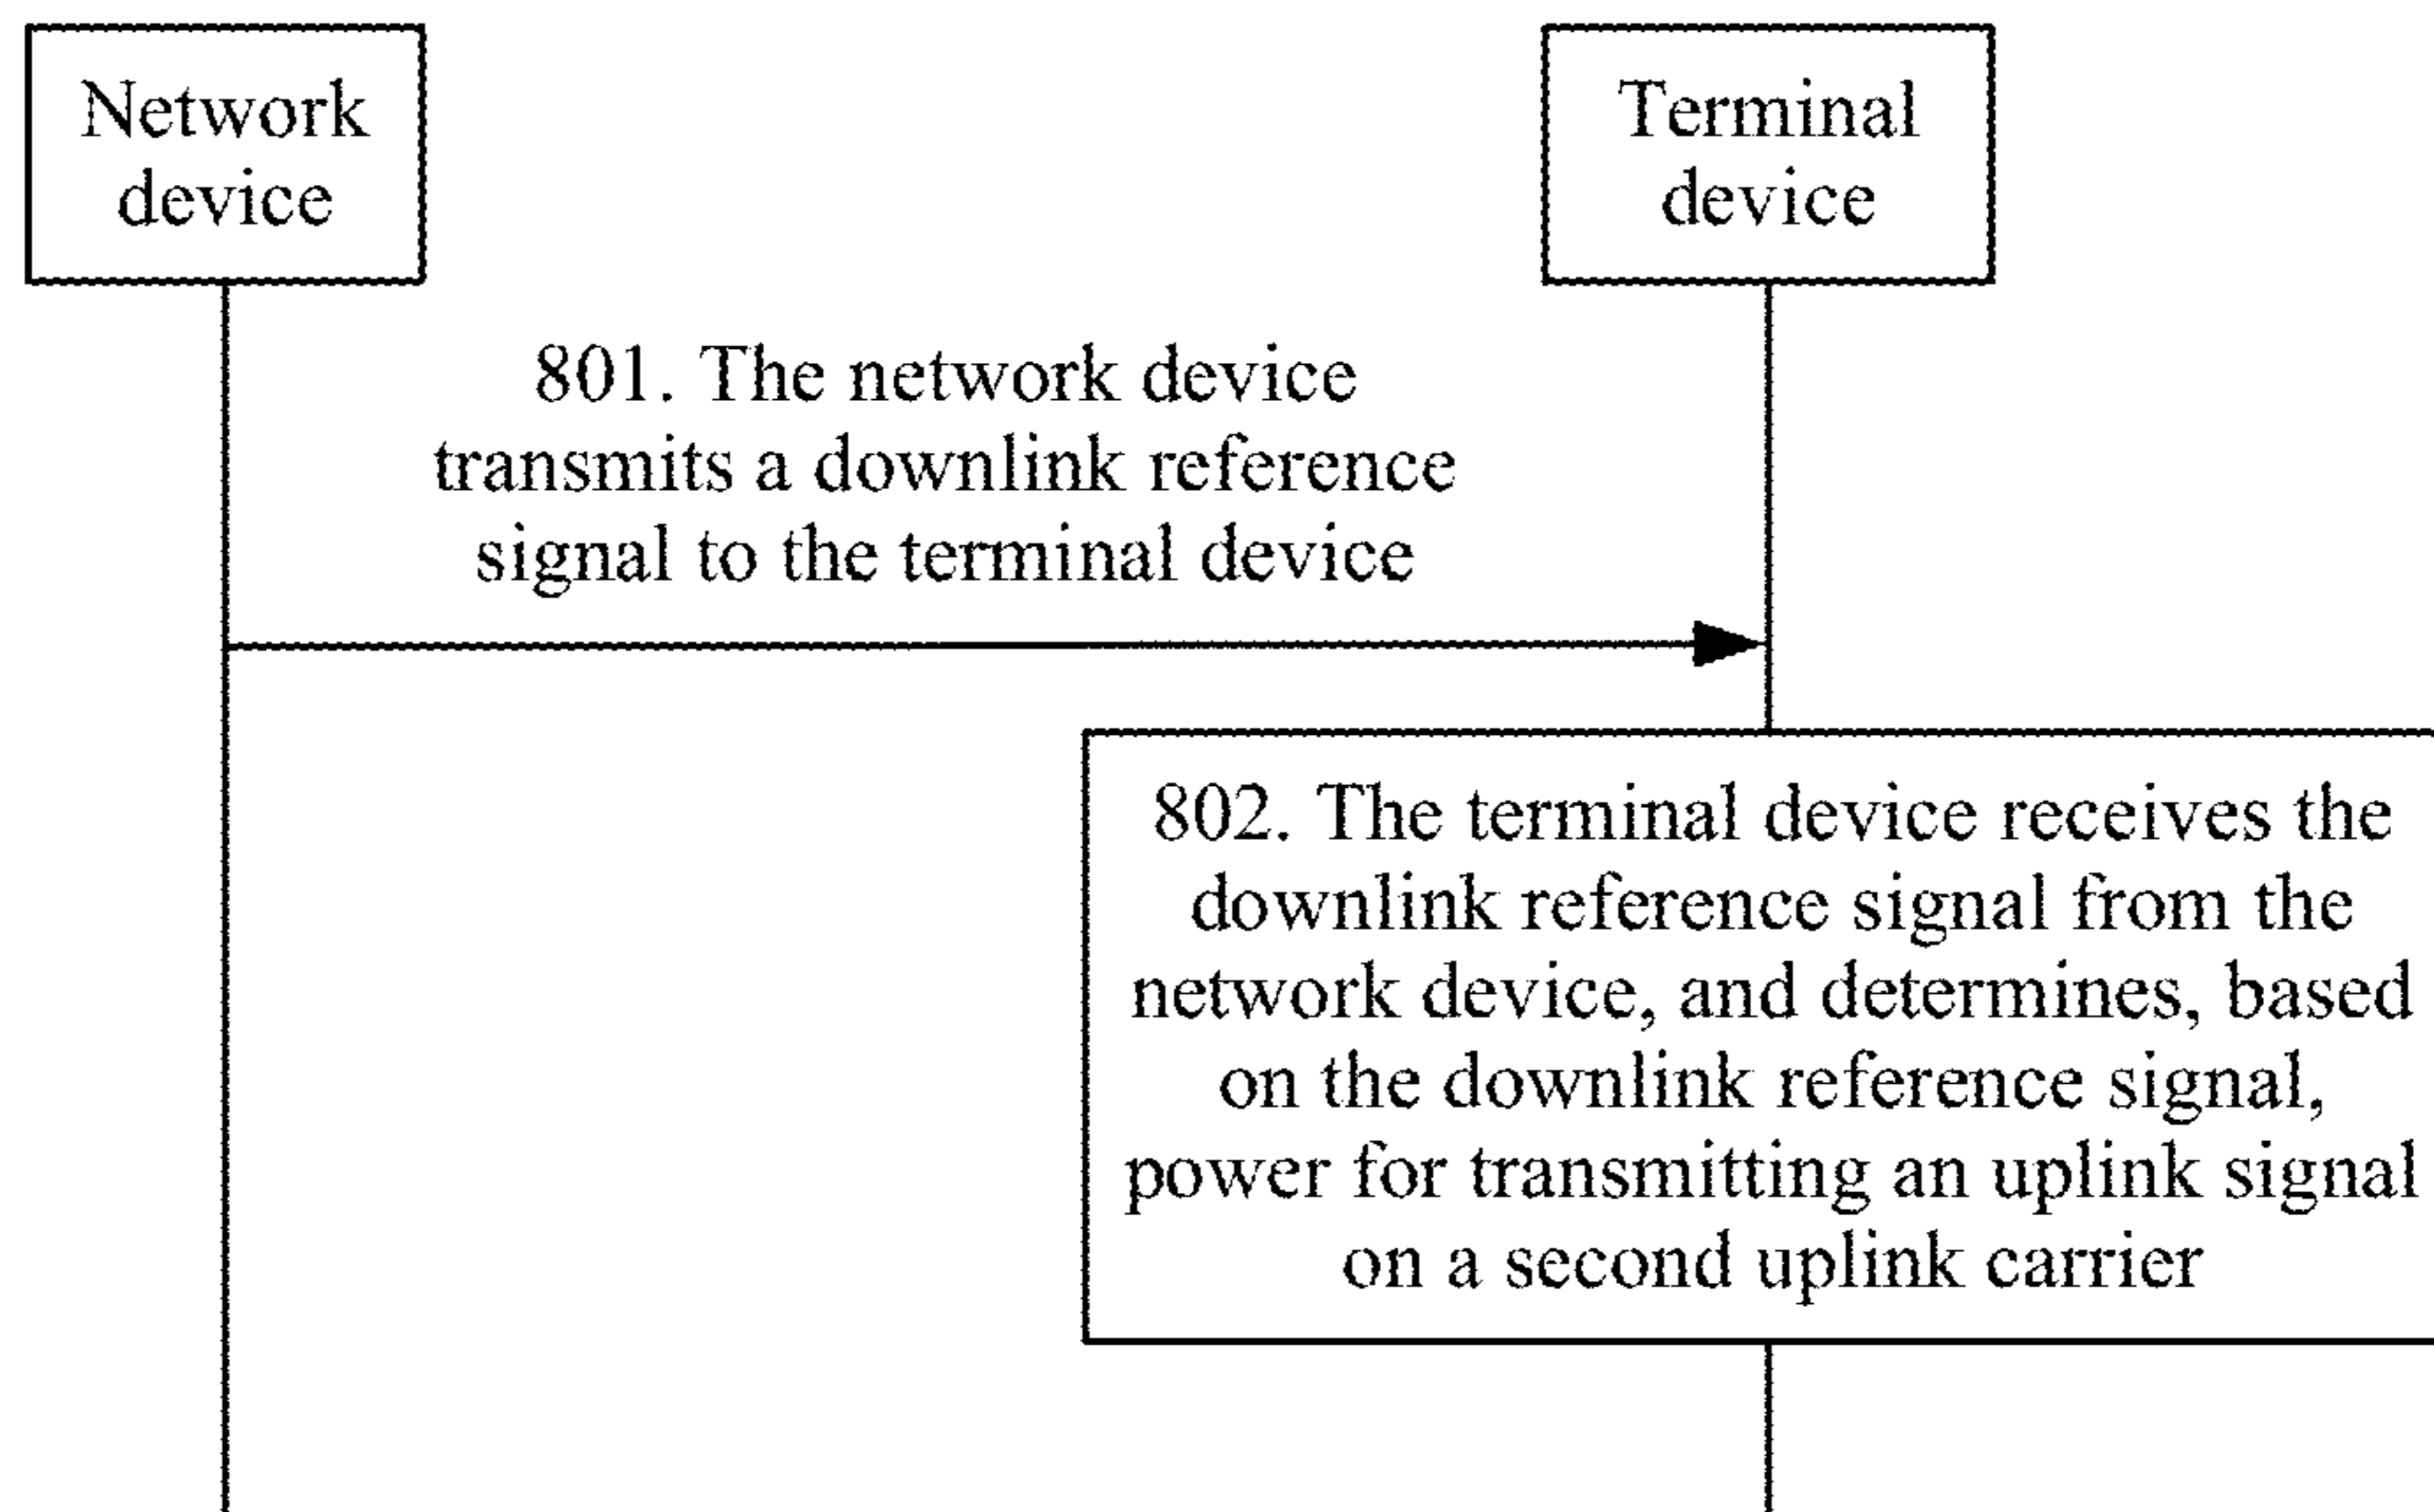 Network
device
Terminal
device
801. The network device
transmits a downlink reference
signal to the terminal device
802. The terminal device receives the
downlink reference signal from the
network device, and determines, based
on the downlink reference signal,
power for transmitting an uplink signal
on a second uplink carrier